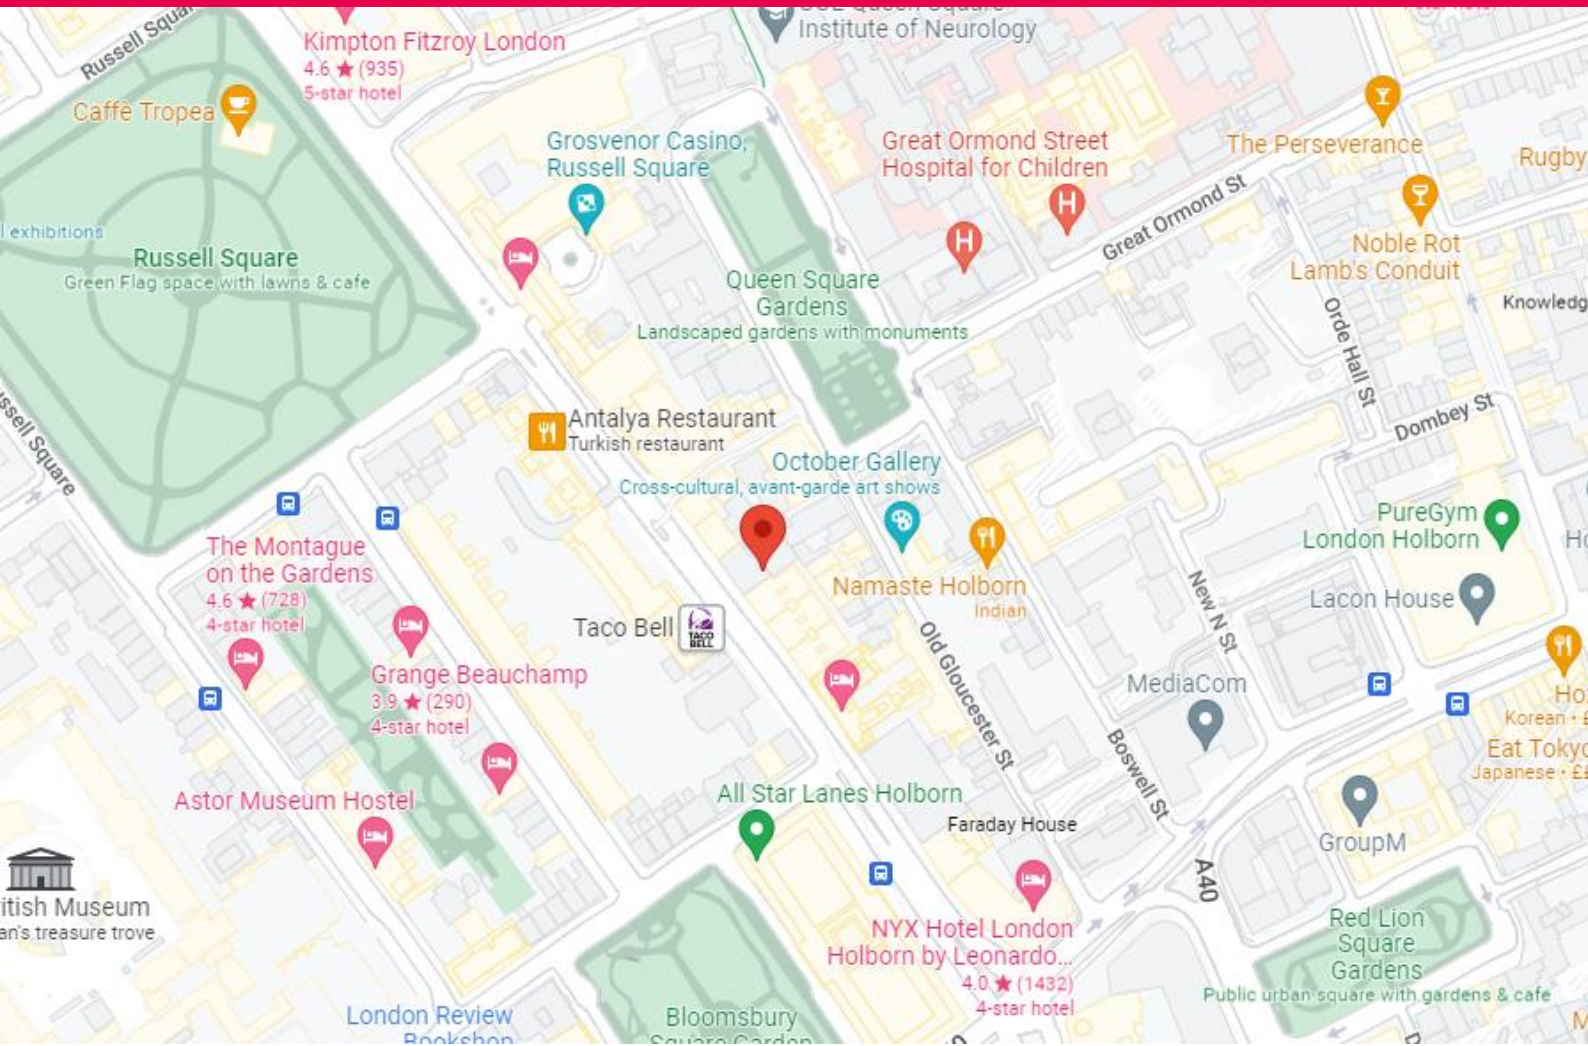 Russell Squa
Kimpton Fitzroy London
4.6 ★ (935)
5-star hotel
Institute of Neurology
Caffè Tropea
Grosvenor Casino,
Russell Square
Great Ormond Street
Hospital for Children
The Perseverance
Rugby
Great Ormond St
l exhibitions
Russell Square
Green Flag space with lawns & cafe
Noble Rot
Lamb's Conduit
Queen Square
Gardens
Landscaped gardens with monuments
Knowledg
Orde Hall St
ussell Square
Antalya Restaurant
Turkish restaurant
Dombey St
October Gallery
Cross-cultural, avant-garde art shows
PureGym
London Holborn
Ho
The Montague
on the Gardens
4.6 ★ (728)
4-star hotel
Namaste Holborn
Indian
New N St
Lacon House
Taco Bell
TACO
BELL
Old Gloucester St
Grange Beauchamp
3.9 ★ (290)
4-star hotel
MediaCom
Ho
Korean · £
Boswell St
Eat Tokyo
Japanese · ££
Astor Museum Hostel
All Star Lanes Holborn
Faraday House
GroupM
A40
itish Museum
an's treasure trove
NYX Hotel London
Holborn by Leonardo...
4.0 ★ (1432)
4-star hotel
Red Lion
Square
Gardens
Public urban square with gardens & cafe
London Review
Bookshop
Bloomsbury
Square Garden